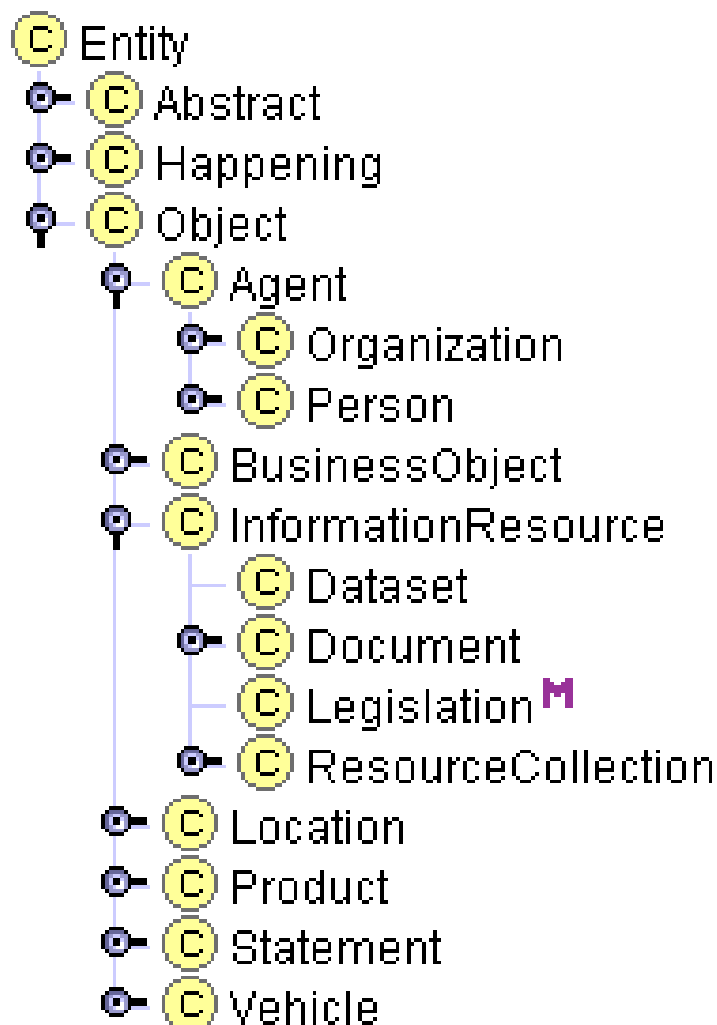 C Entity
C Abstract
C Happening
C Object
C Agent
C Organization
C Person
C BusinessObject
C InformationResource
C Dataset
C Document
C Legislation M
C ResourceCollection
C Location
C Product
C Statement
C Vehicle